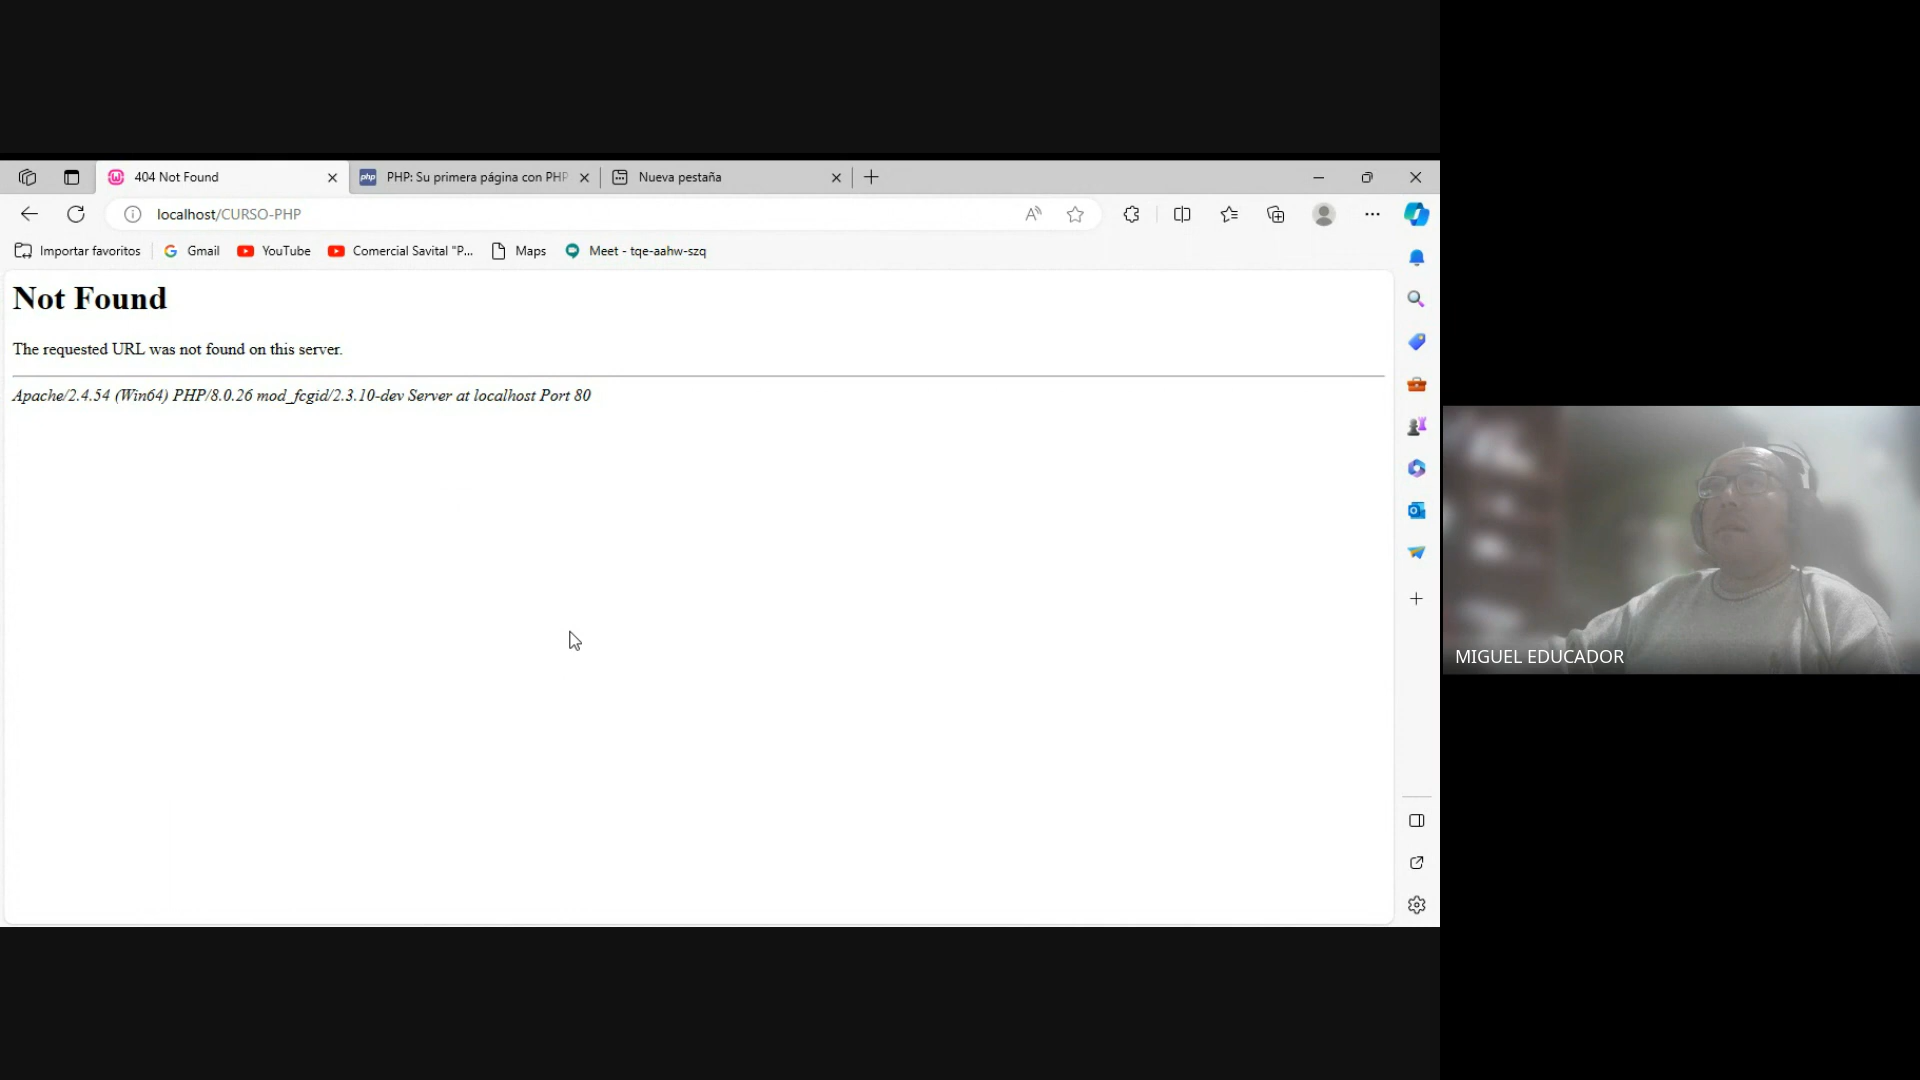 404 Not Found
PHP: Su primera página con PHP
Nueva pestaña
localhost/CURSO-PHP
Importar favoritos
Gmail
YouTube
Comercial Savital "P...
Maps
Meet - tqe-aahw-szq
Not Found
The requested URL was not found on this server.
Apache/2.4.54 (Win64) PHP/8.0.26 mod_fcgid/2.3.10-dev Server at localhost Port 80
MIGUEL EDUCADOR